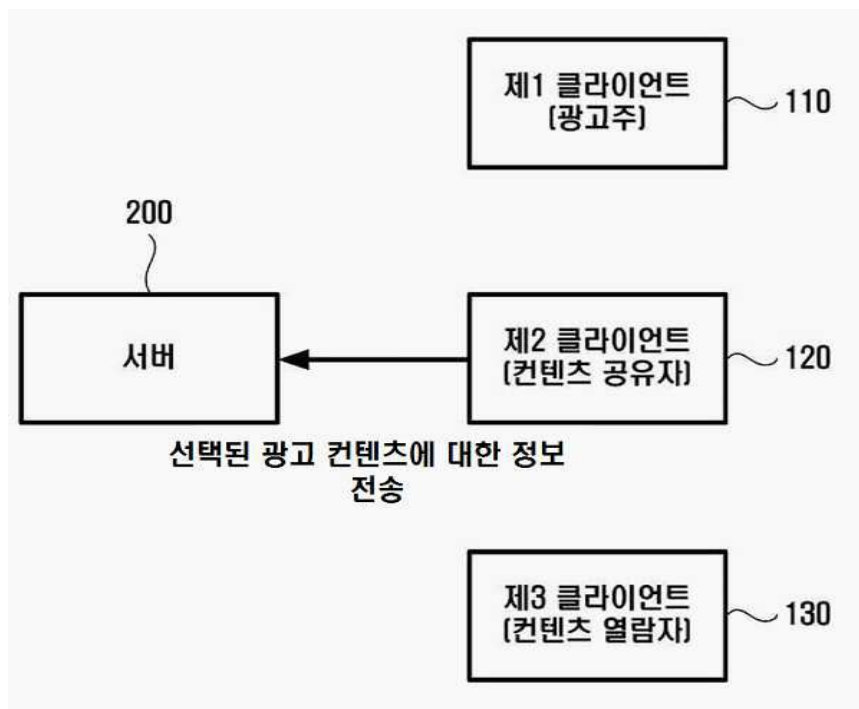 제1 클라이언트
(광고주)
110
200
서버
제2 클라이언트
(컨텐츠 공유자)
120
선택된 광고 컨텐츠에 대한 정보
전송
제3 클라이언트
(컨텐츠 열람자)
130